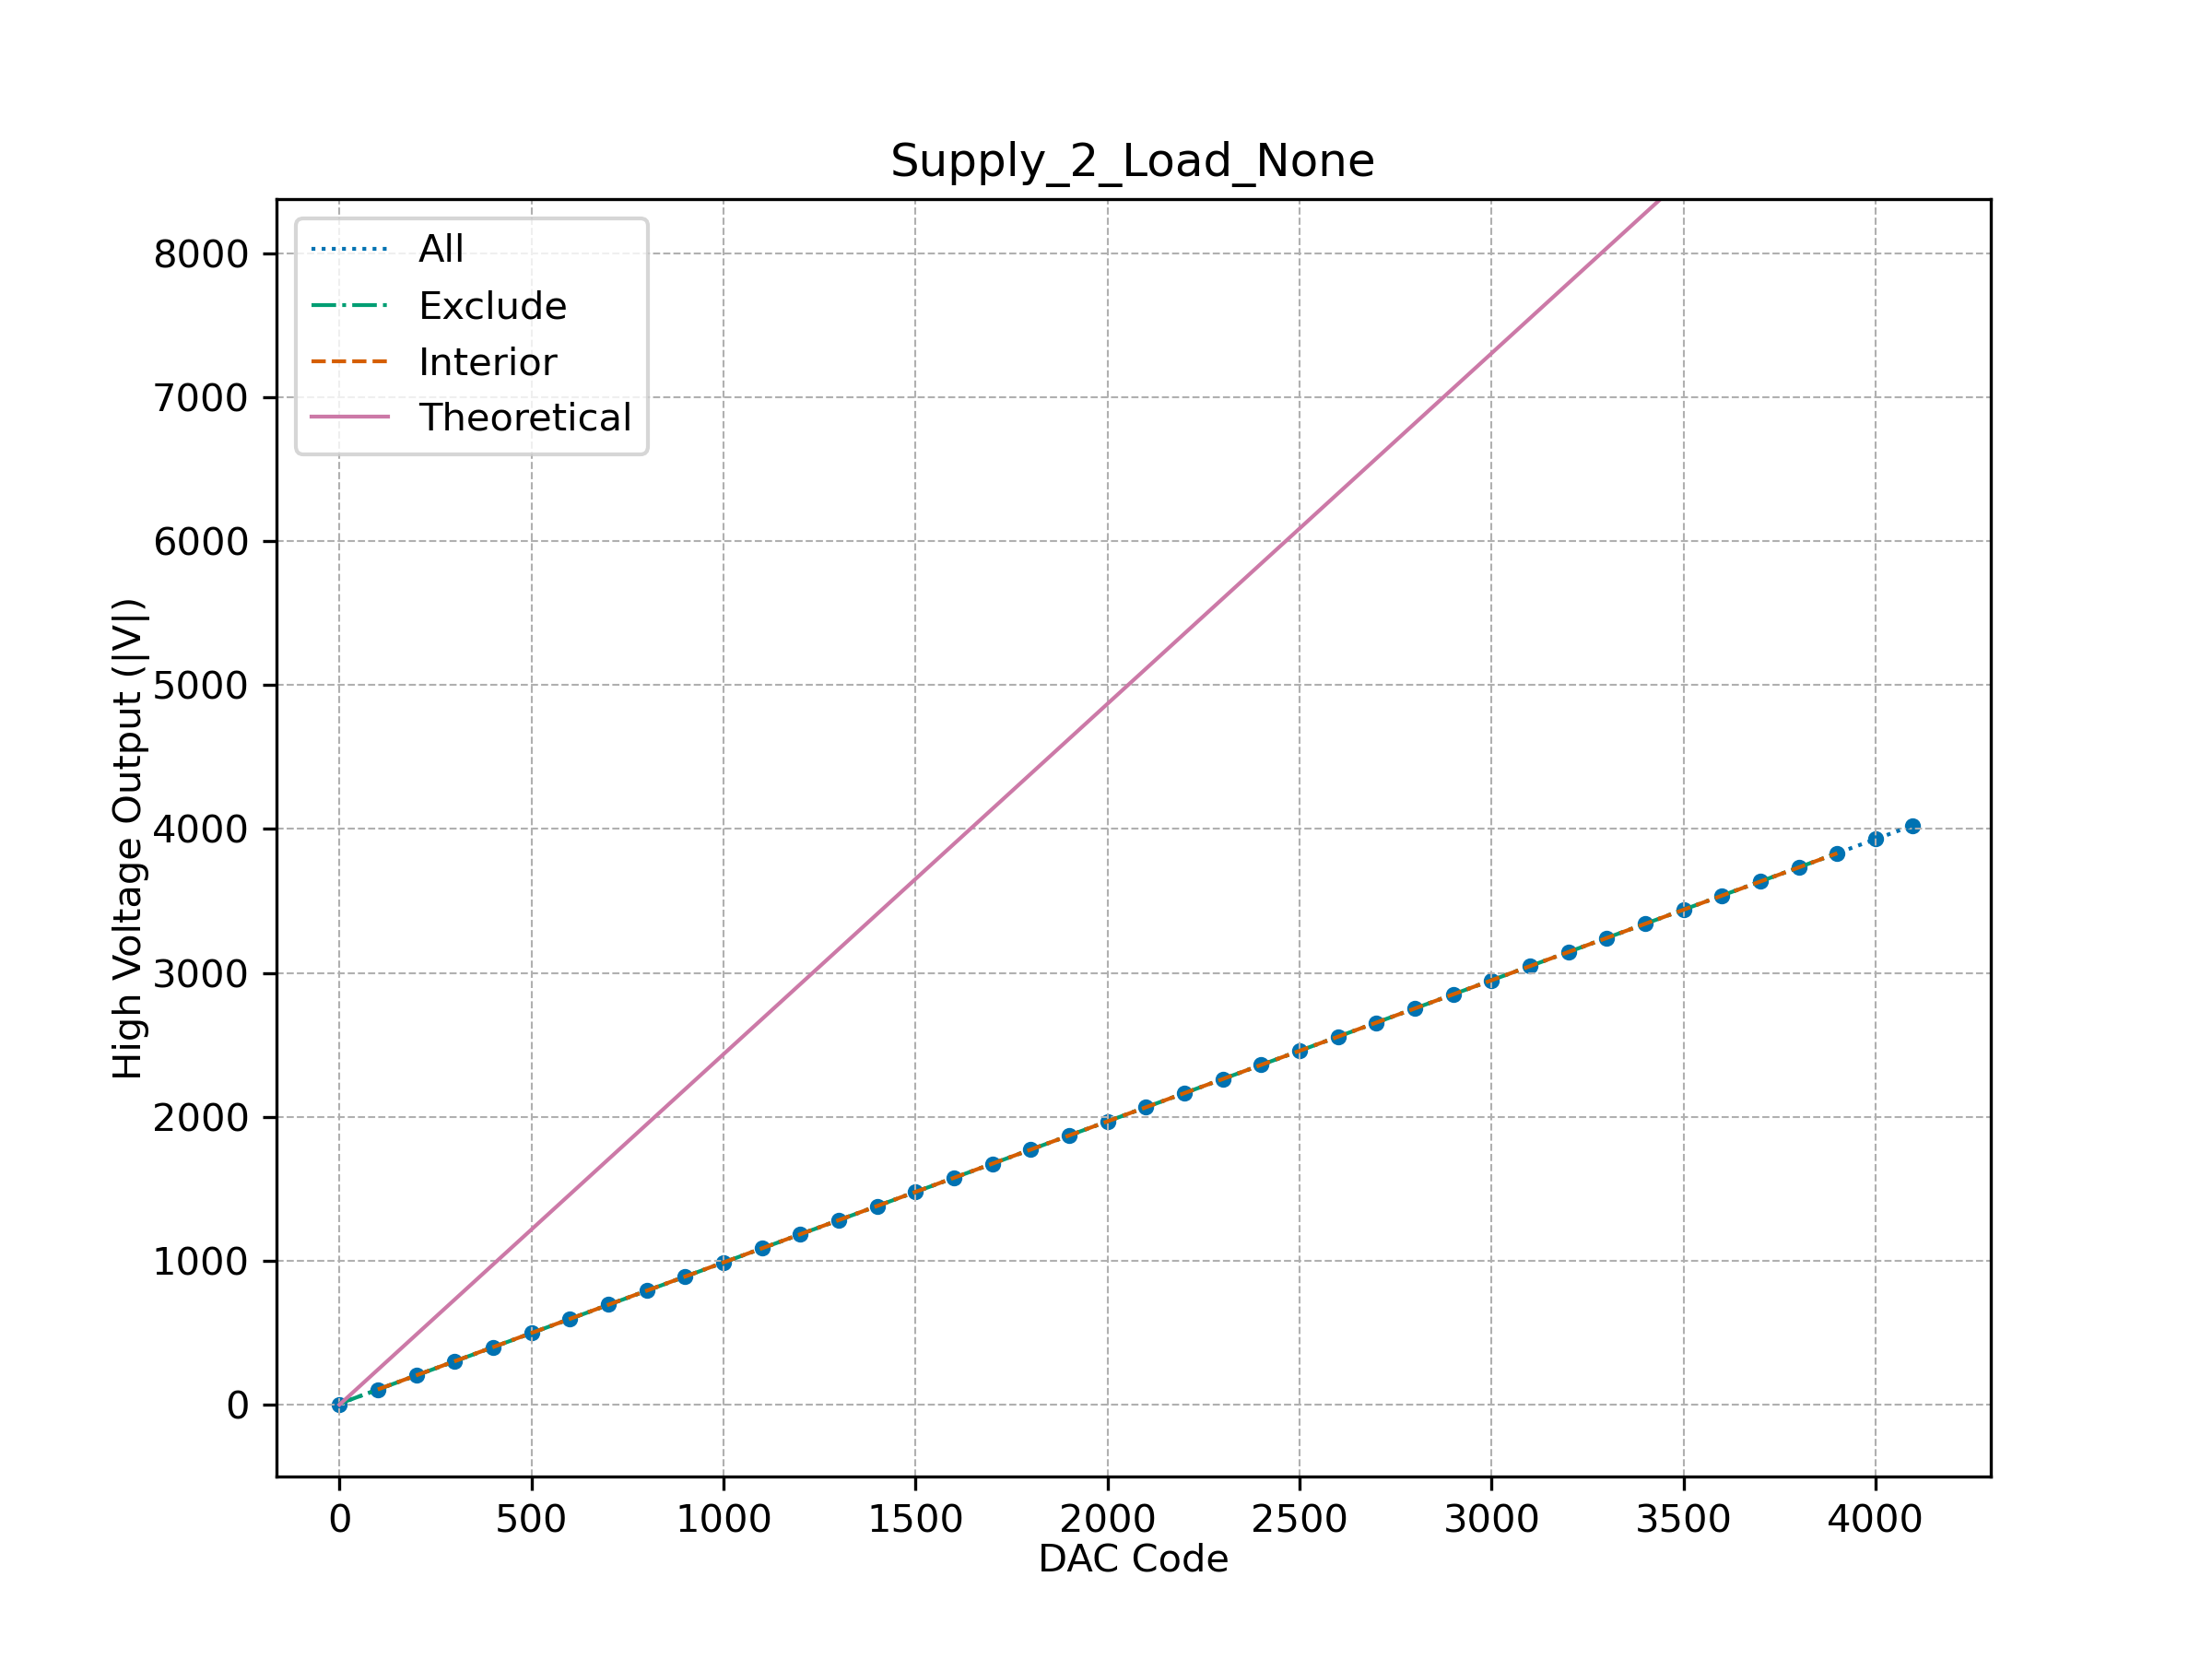 Supply_2_Load_None
All
Exclude
Interior
Theoretical
High Voltage Output (|V|)
8000
7000
6000
5000
4000
3000
2000
1000
0
0 500 1000 1500 2000 2500 3000 3500 4000
DAC Code